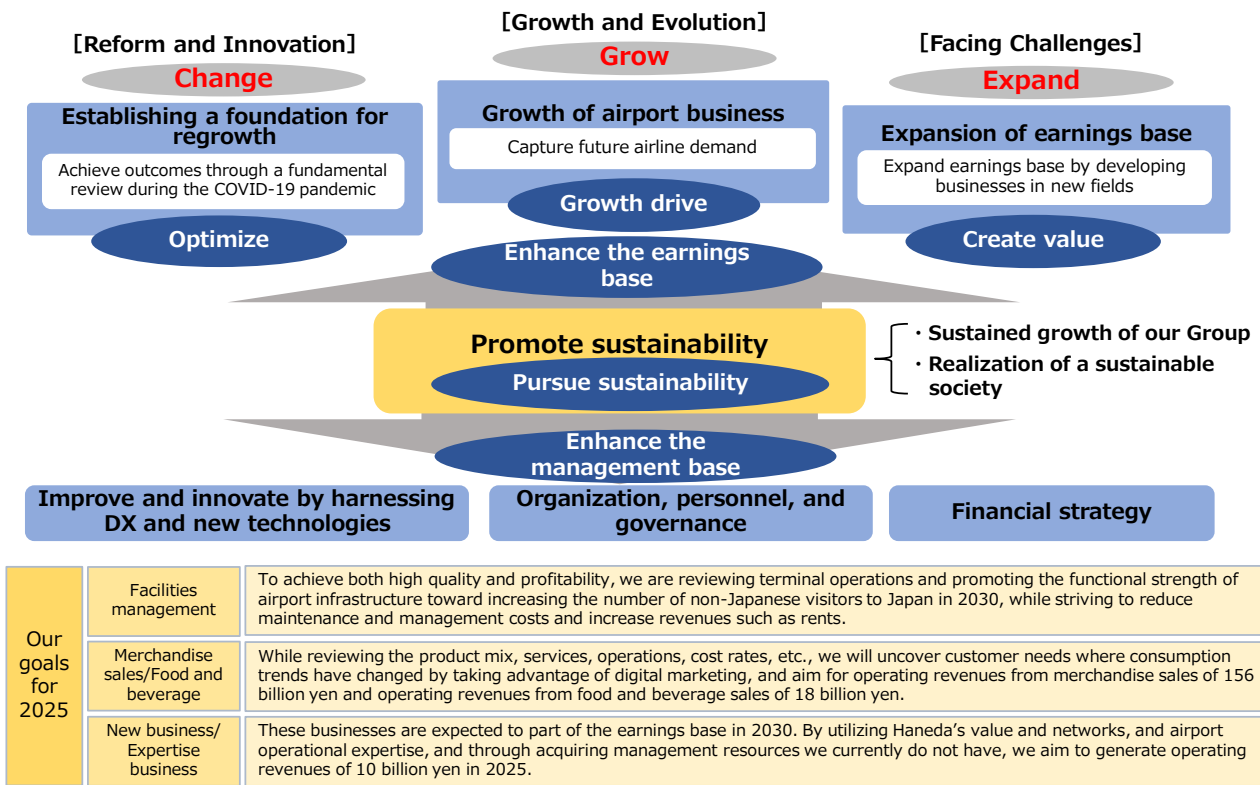 [Reform and Innovation]
Change
Establishing a foundation for
regrowth
Achieve outcomes through a fundamental
review during the COVID-19 pandemic
Optimize
[Growth and Evolution]
Grow
Growth of airport business
Capture future airline demand
Growth drive
[Facing Challenges]
Expand
Expansion of earnings base
Expand earnings base by developing
businesses in new fields
Create value
Enhance the earnings
base
Promote sustainability
Pursue sustainability
・Sustained growth of our Group
・Realization of a sustainable
society
Enhance the
management base
Improve and innovate by harnessing
DX and new technologies
Organization, personnel, and
governance
Financial strategy
Our
goals
for
2025
Facilities
management
To achieve both high quality and profitability, we are reviewing terminal operations and promoting the functional strength of
airport infrastructure toward increasing the number of non-Japanese visitors to Japan in 2030, while striving to reduce
maintenance and management costs and increase revenues such as rents.
Merchandise
sales/Food and
beverage
While reviewing the product mix, services, operations, cost rates, etc., we will uncover customer needs where consumption
trends have changed by taking advantage of digital marketing, and aim for operating revenues from merchandise sales of 156
billion yen and operating revenues from food and beverage sales of 18 billion yen.
New business/
Expertise
business
These businesses are expected to part of the earnings base in 2030. By utilizing Haneda's value and networks, and airport
operational expertise, and through acquiring management resources we currently do not have, we aim to generate operating
revenues of 10 billion yen in 2025.